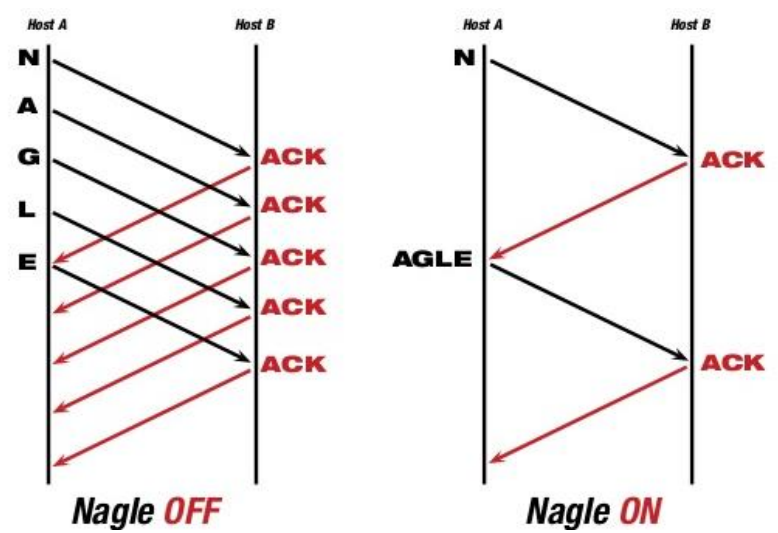 Host A
Host B
N
A
G
L
E
ACK
ACK
ACK
ACK
ACK
Nagle OFF
Host A
Host B
N
ACK
AGLE
ACK
Nagle ON